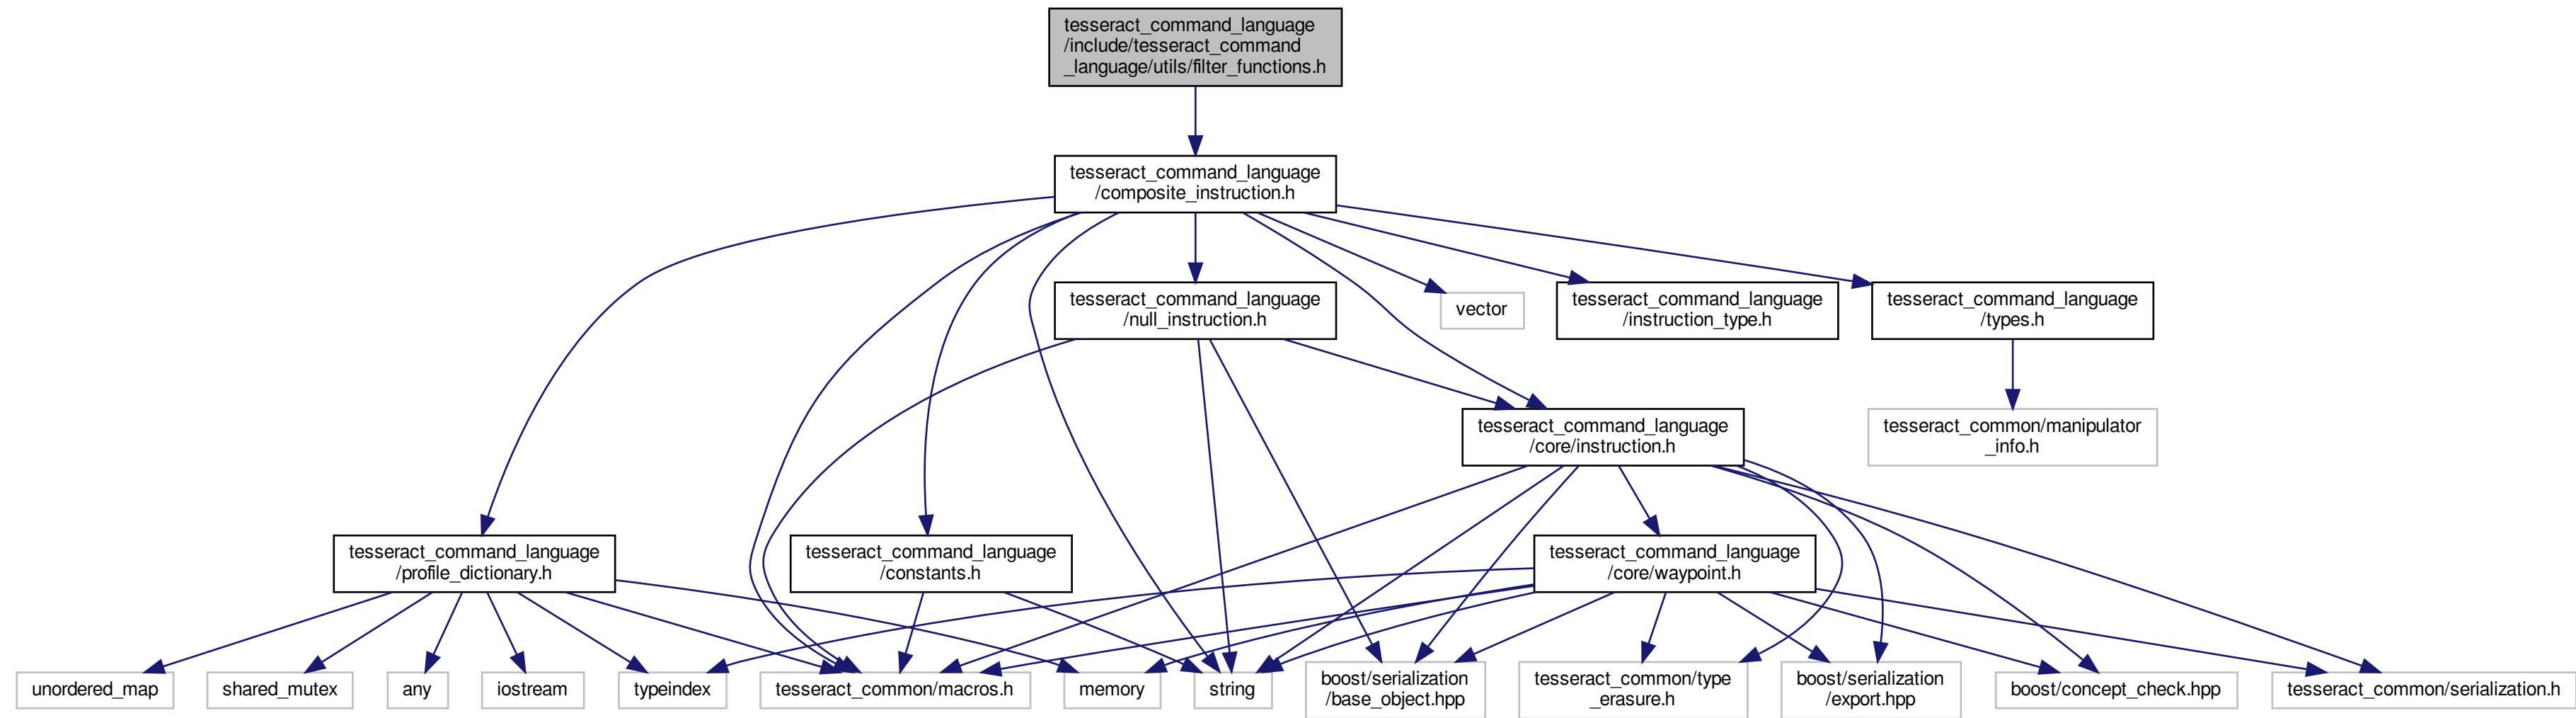 tesseract_command_language
/include/tesseract_command
_language/utils/filter_functions.h
tesseract_command_language
/composite_instruction.h
tesseract_command_language
/null_instruction.h
vector
tesseract_command_language
/instruction_type.h
tesseract_command_language
/types.h
tesseract_command_language
/core/instruction.h
tesseract_common/manipulator
_info.h
tesseract_command_language
/profile_dictionary.h
tesseract_command_language
/constants.h
tesseract_command_language
/core/waypoint.h
unordered_map
shared_mutex
any
iostream
typeindex
tesseract_common/macros.h
memory
string
boost/serialization
/base_object.hpp
tesseract_common/type
_erasure.h
boost/serialization
/export.hpp
boost/concept_check.hpp
tesseract_common/serialization.h